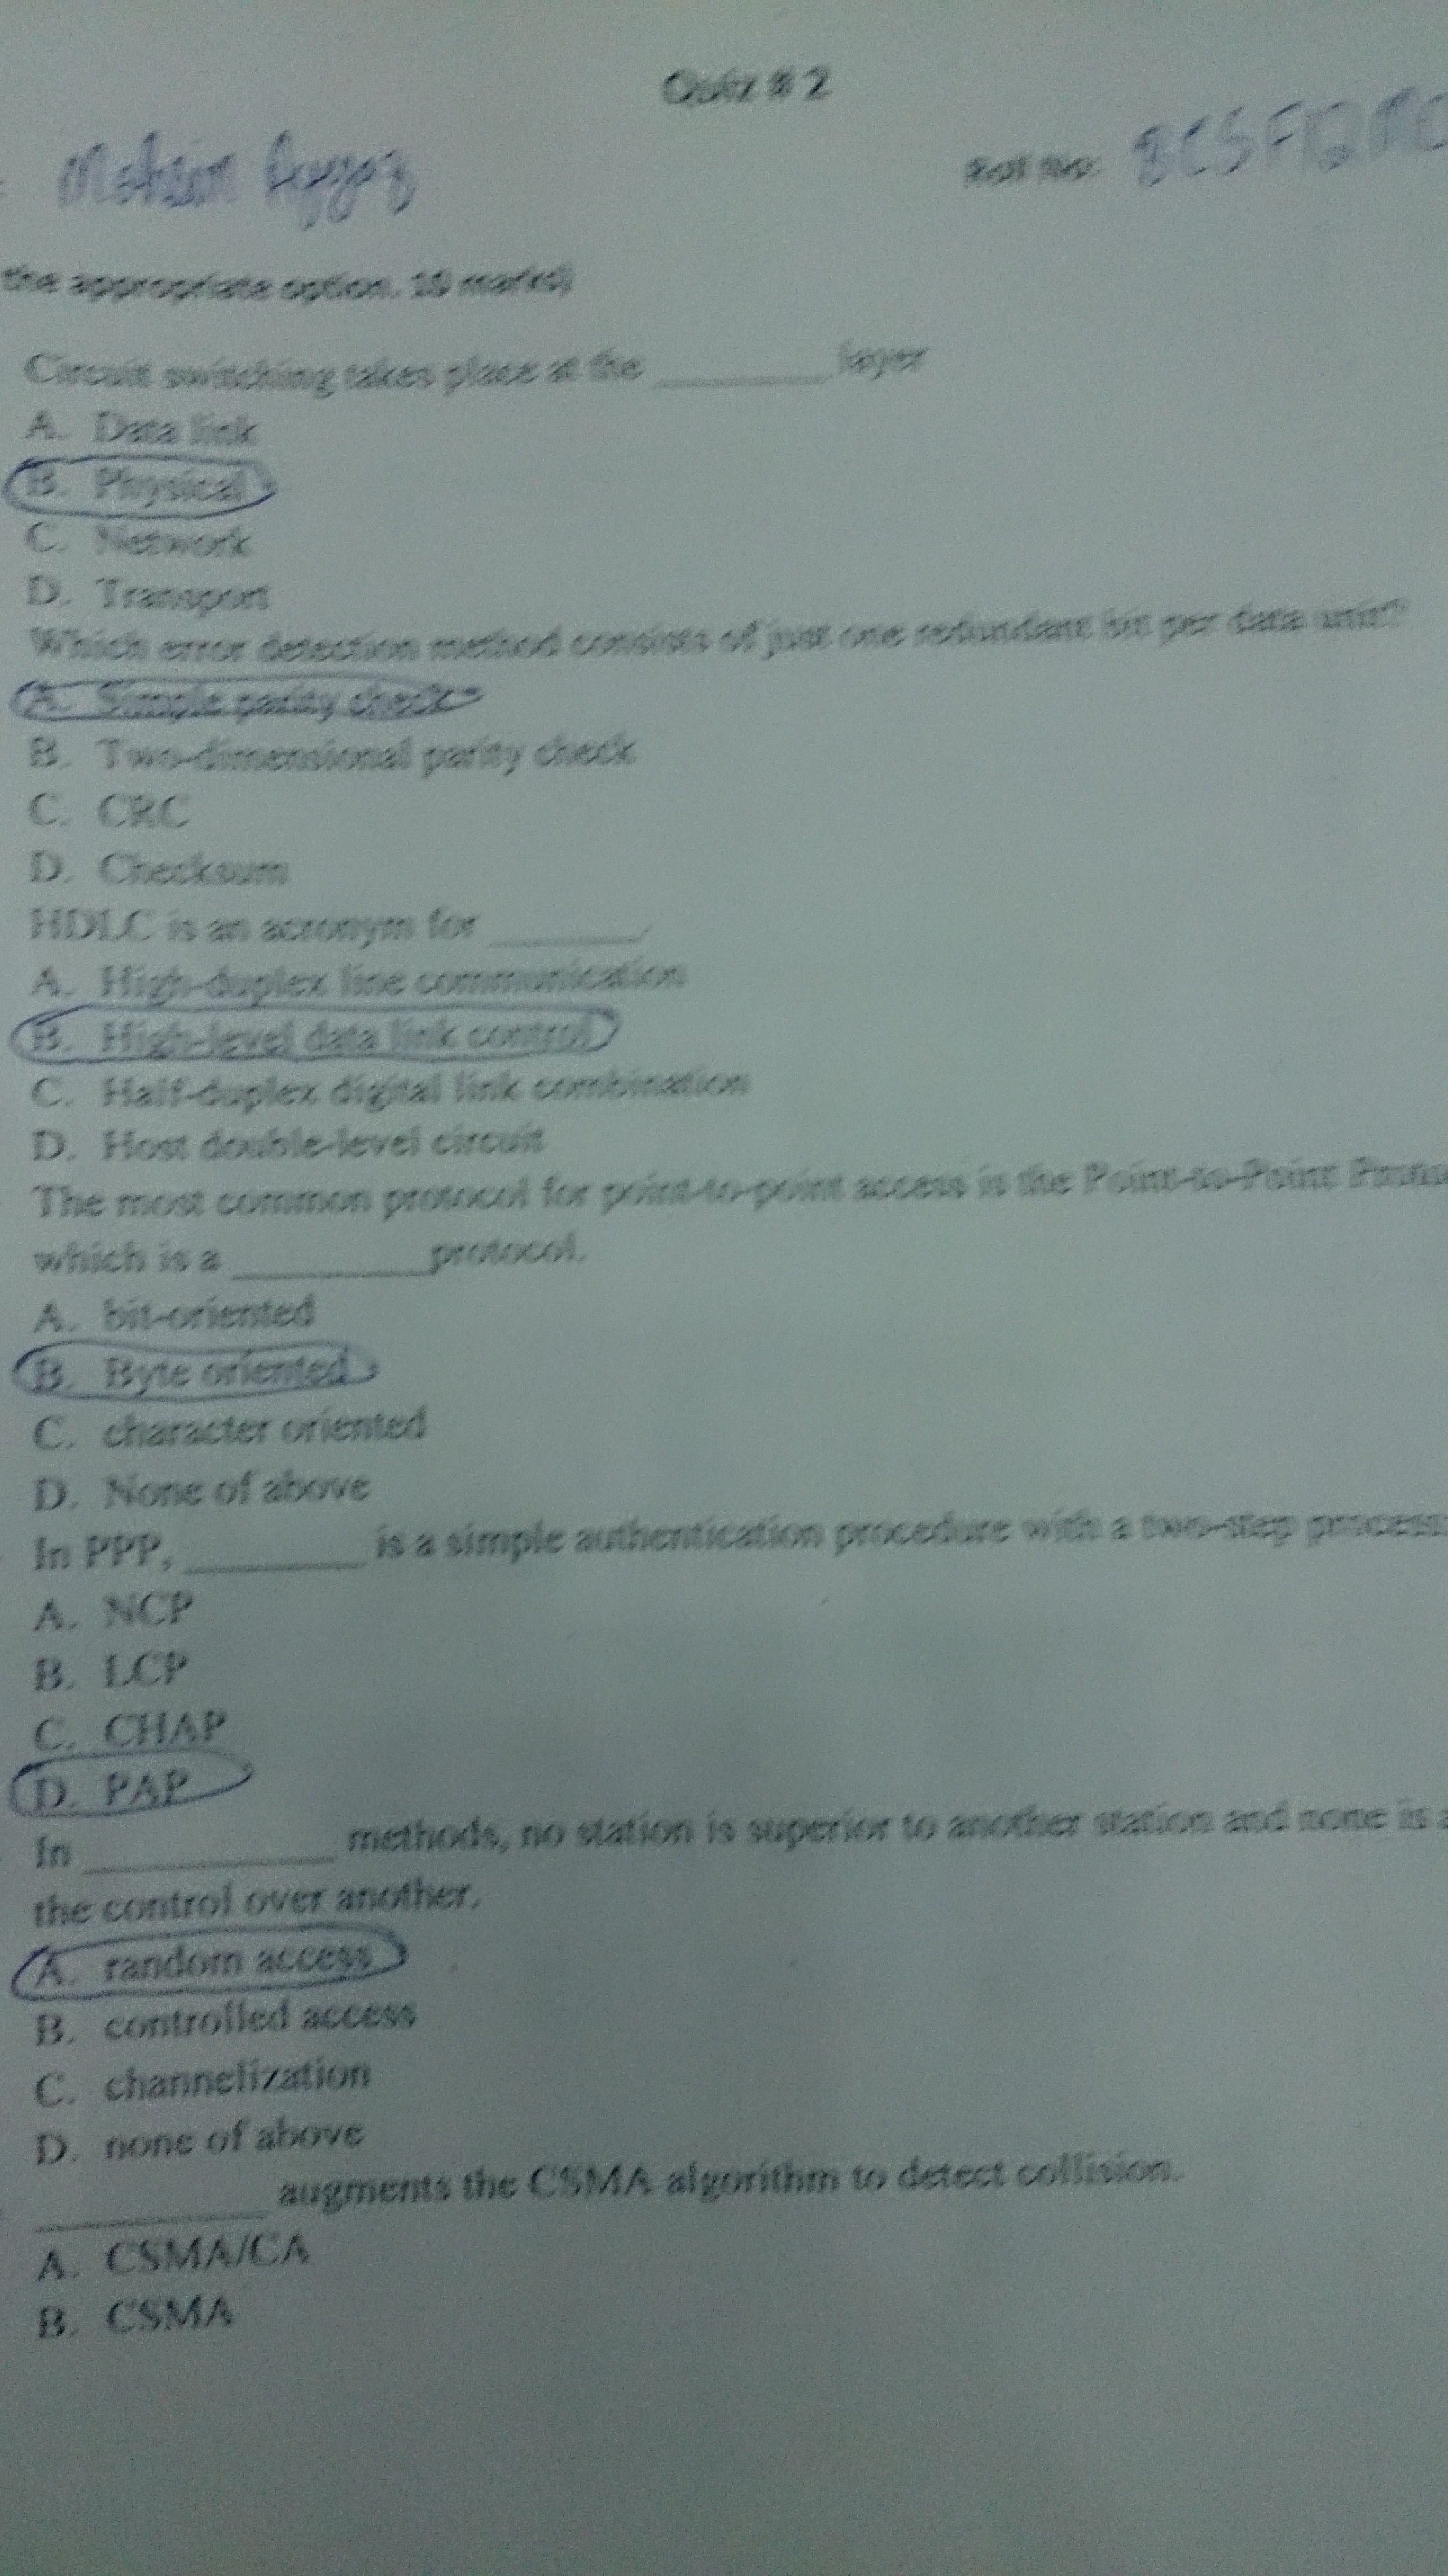 Quiz # 2
Roll No:
the appropriate option. 10 marks)
Circuit switching takes place at the ________ layer
A. Data link
B. Physical
C. Network
D. Transport
Which error detection method consists of just one redundant bit per data unit?
A. Simple parity check
B. Two-dimensional parity check
C. CRC
D. Checksum
HDLC is an acronym for ________.
A. High-duplex line communication
B. High-level data link control
C. Half-duplex digital link combination
D. Host double-level circuit
The most common protocol for point-to-point access is the Point-to-Point
which is a ________ protocol.
A. bit-oriented
B. Byte oriented
C. character oriented
D. None of above
In PPP, ________ is a simple authentication procedure with a two-step process
A. NCP
B. LCP
C. CHAP
D. PAP
In ________ methods, no station is superior to another station and none is
the control over another.
A. random access
B. controlled access
C. channelization
D. none of above
________ augments the CSMA algorithm to detect collision.
A. CSMA/CA
B. CSMA